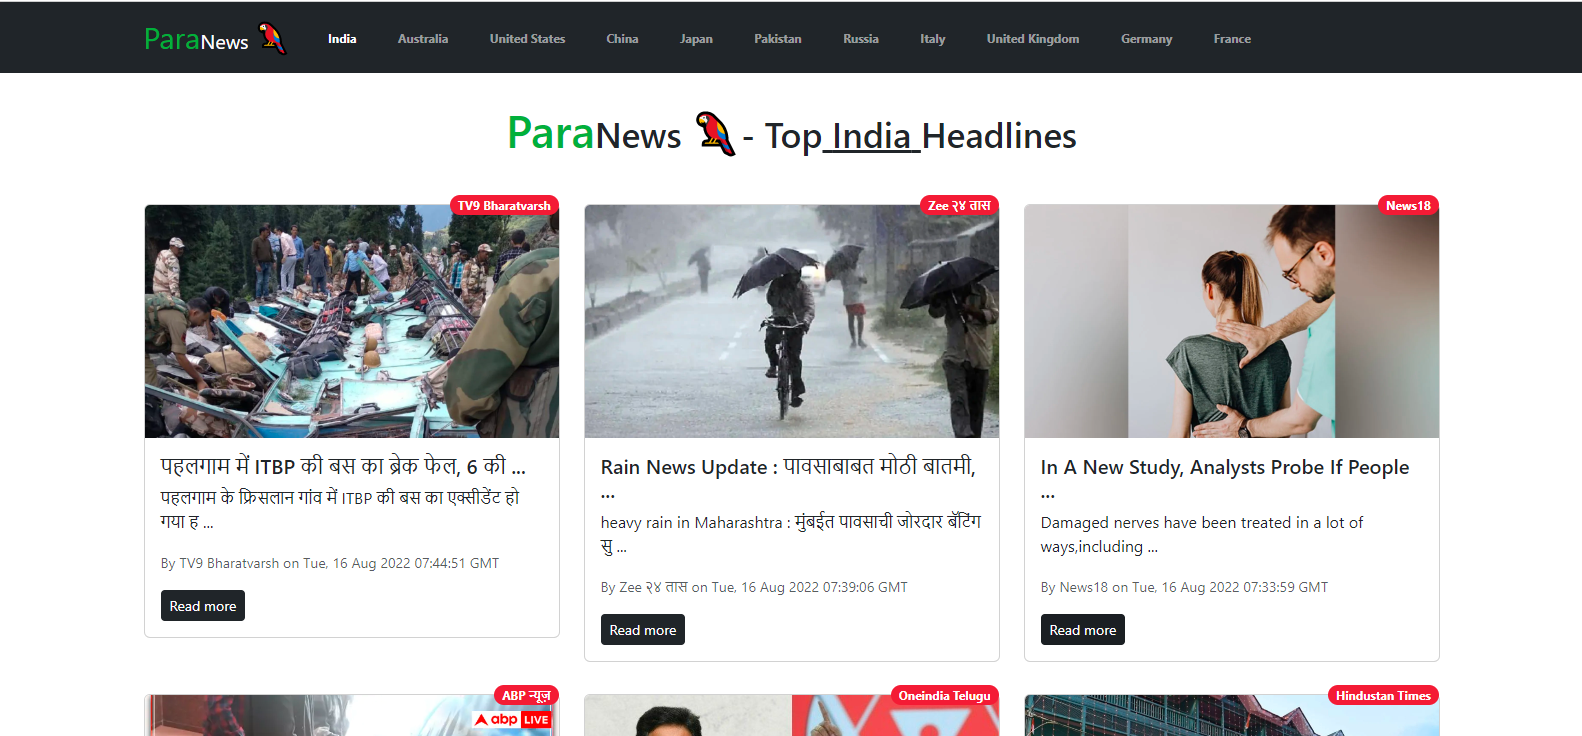 ParaNews India Australia United States China Japan Pakistan Russia Italy United Kingdom Germany France
ParaNews - Top India Headlines
TV9 Bharatvarsh
पहलगाम में ITBP की बस का ब्रेक फेल, 6 की ...
पहलगाम के फ्रिसलान गांव में ITBP की बस का एक्सीडेंट हो
गया ह ...
By TV9 Bharatvarsh on Tue, 16 Aug 2022 07:44:51 GMT
Read more
Zee २४ तास
Rain News Update : पावसाबाबत मोठी बातमी,
...
heavy rain in Maharashtra : मुंबईत पावसाची जोरदार बॅटिंग
सु ...
By Zee २४ तास on Tue, 16 Aug 2022 07:39:06 GMT
Read more
News18
In A New Study, Analysts Probe If People
...
Damaged nerves have been treated in a lot of
ways,including ...
By News18 on Tue, 16 Aug 2022 07:33:59 GMT
Read more
ABP न्यूज़
abp LIVE
Oneindia Telugu
Hindustan Times